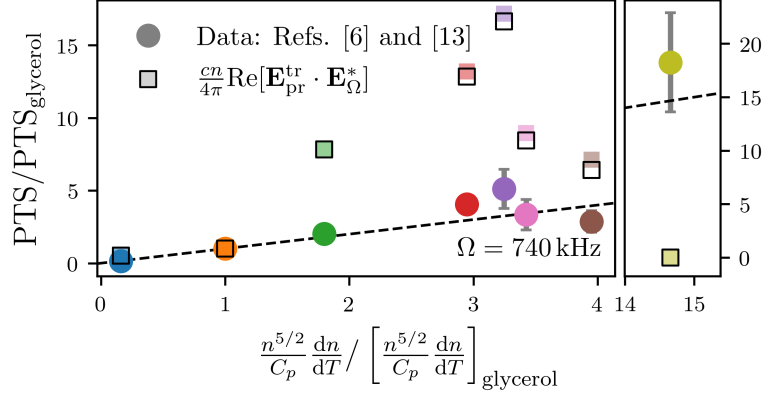 PTS/PTS_glycerol
15
10
5
0
Data: Refs. [6] and [13]
cn/4π Re[E_pr^tr · E_Ω^*]
Ω = 740 kHz
20
15
10
5
0
0 1 2 3 4 14 15
n^{5/2}/C_p dn/dT / [n^{5/2}/C_p dn/dT]_glycerol